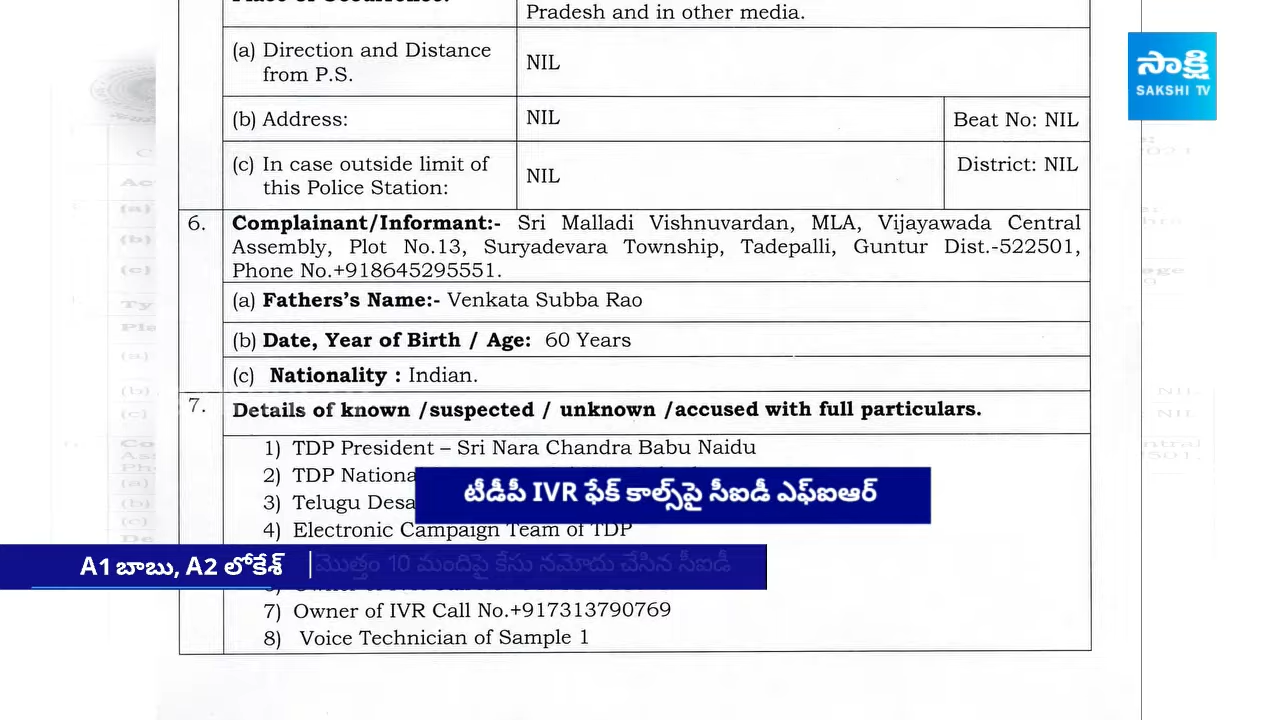 Pradesh and in other media.
(a) Direction and Distance
from P.S.
NIL
(b) Address:
NIL
Beat No: NIL
(c) In case outside limit of
this Police Station:
NIL
District: NIL
6. Complainant/Informant:- Sri Malladi Vishnuvardan, MLA, Vijayawada Central
Assembly, Plot No.13, Suryadevara Township, Tadepalli, Guntur Dist.-522501,
Phone No.+918645295551.
(a) Fathers's Name:- Venkata Subba Rao
(b) Date, Year of Birth / Age: 60 Years
(c) Nationality : Indian.
7. Details of known /suspected / unknown /accused with full particulars.
1) TDP President – Sri Nara Chandra Babu Naidu
2) TDP Nationa
3) Telugu Desa
టీడీపీ IVR ఫేక్ కాల్స్‌పై సీఐడీ ఎఫ్ఐఆర్
4) Electronic Campaign Team of TDP
A1 బాబు, A2 లోకేశ్
మొత్తం 10 మందిపై కేసు నమోదు చేసిన సీఐడీ
7) Owner of IVR Call No.+917313790769
8) Voice Technician of Sample 1
సాక్షి
SAKSHI TV